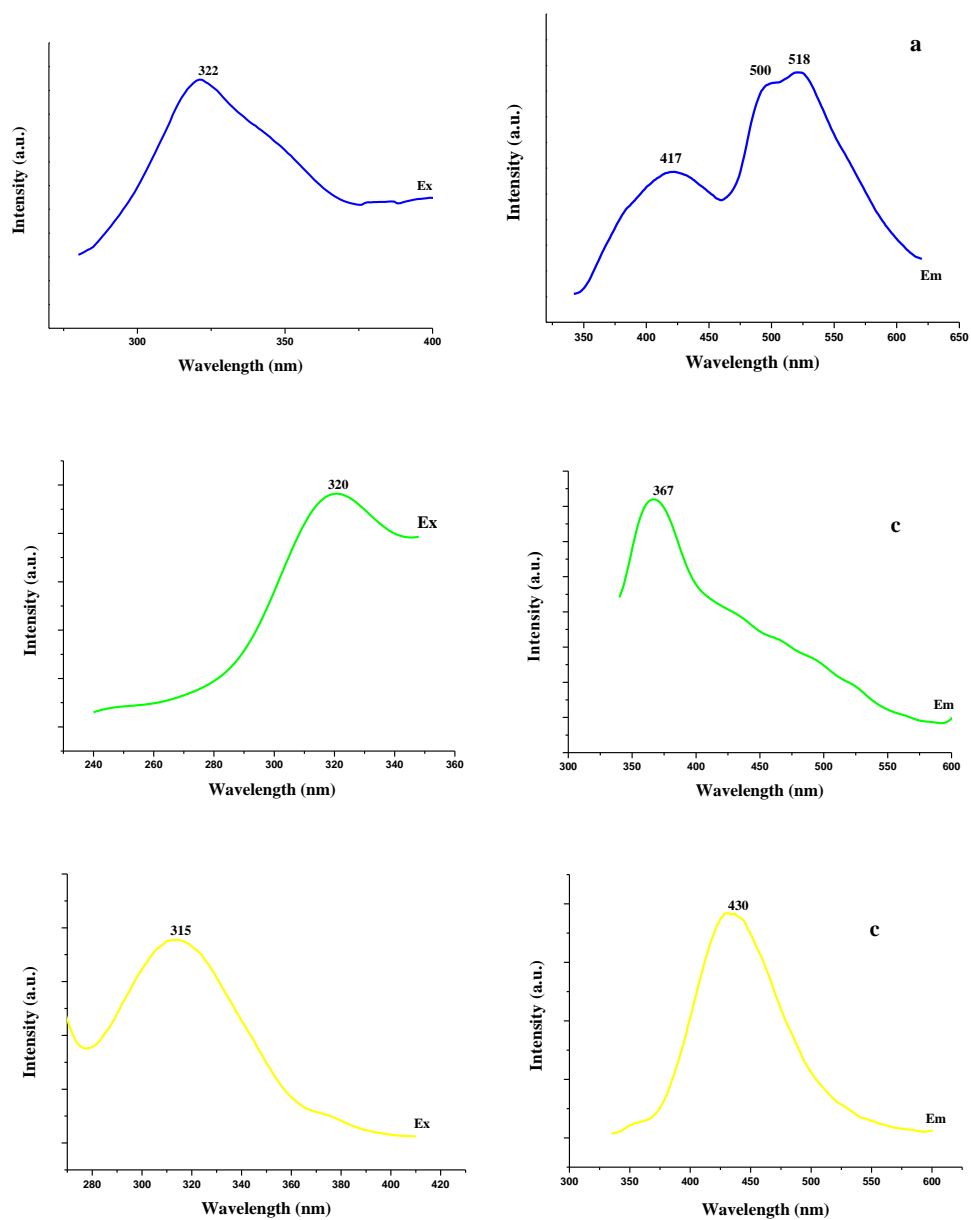 322
Ex
Intensity (a.u.)
300 350 400
Wavelength (nm)
a
500 518
417
Em
Intensity (a.u.)
350 400 450 500 550 600 650
Wavelength (nm)
320
Ex
Intensity (a.u.)
240 260 280 300 320 340 360
Wavelength (nm)
367
c
Em
Intensity (a.u.)
300 350 400 450 500 550 600
Wavelength (nm)
315
Ex
Intensity (a.u.)
280 300 320 340 360 380 400 420
Wavelength (nm)
430
c
Em
Intensity (a.u.)
300 350 400 450 500 550 600
Wavelength (nm)